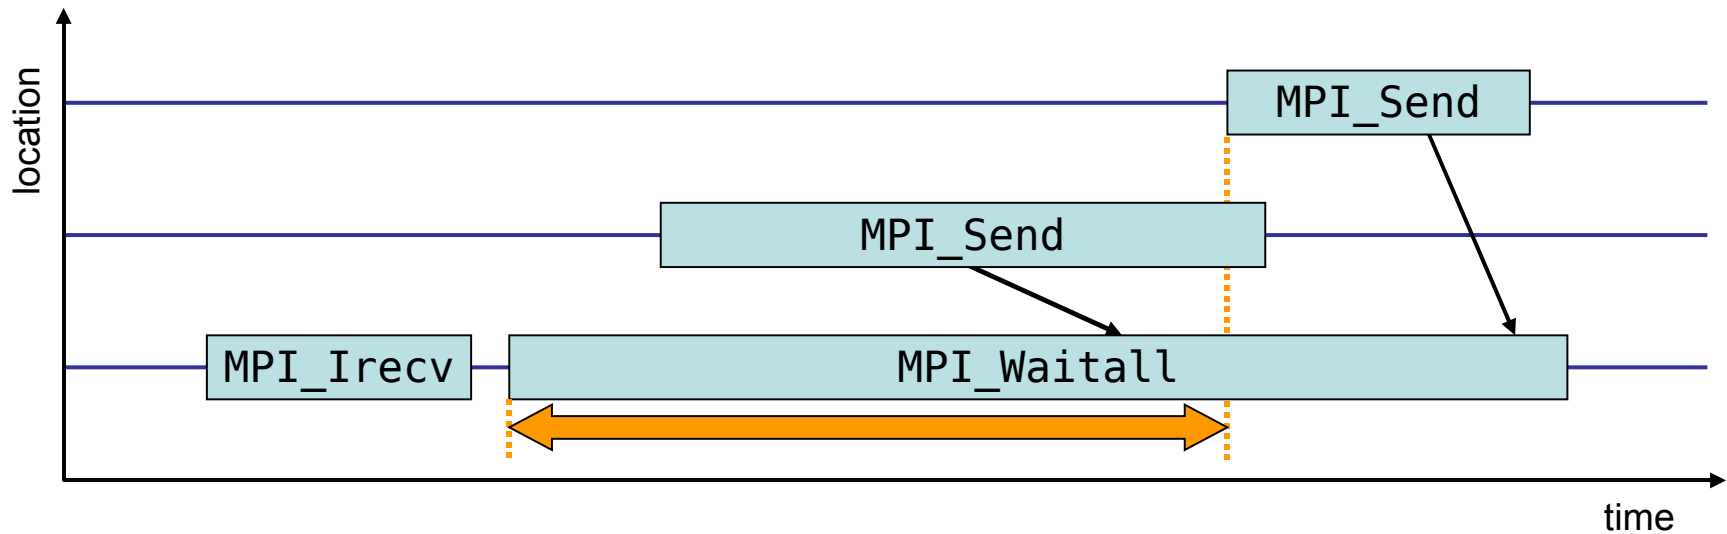 location
MPI_Send
MPI_Send
MPI_Irecv
MPI_Waitall
time